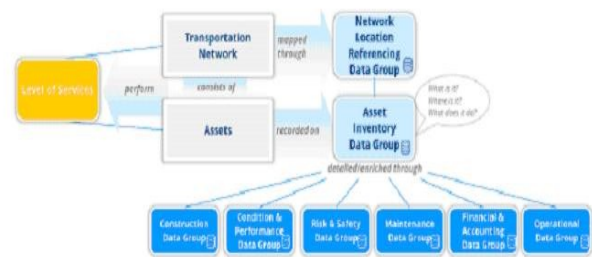 Transportation
Network
mapped
through
Network
Location
Referencing
Data Group
Level of Services
perform
consists of
What is it?
Where is it?
What does it do?
Assets
recorded on
Asset
Inventory
Data Group
detailed/enriched through
Construction
Data Group
Condition &
Performance
Data Group
Risk & Safety
Data Group
Maintenance
Data Group
Financial &
Accounting
Data Group
Operational
Data Group